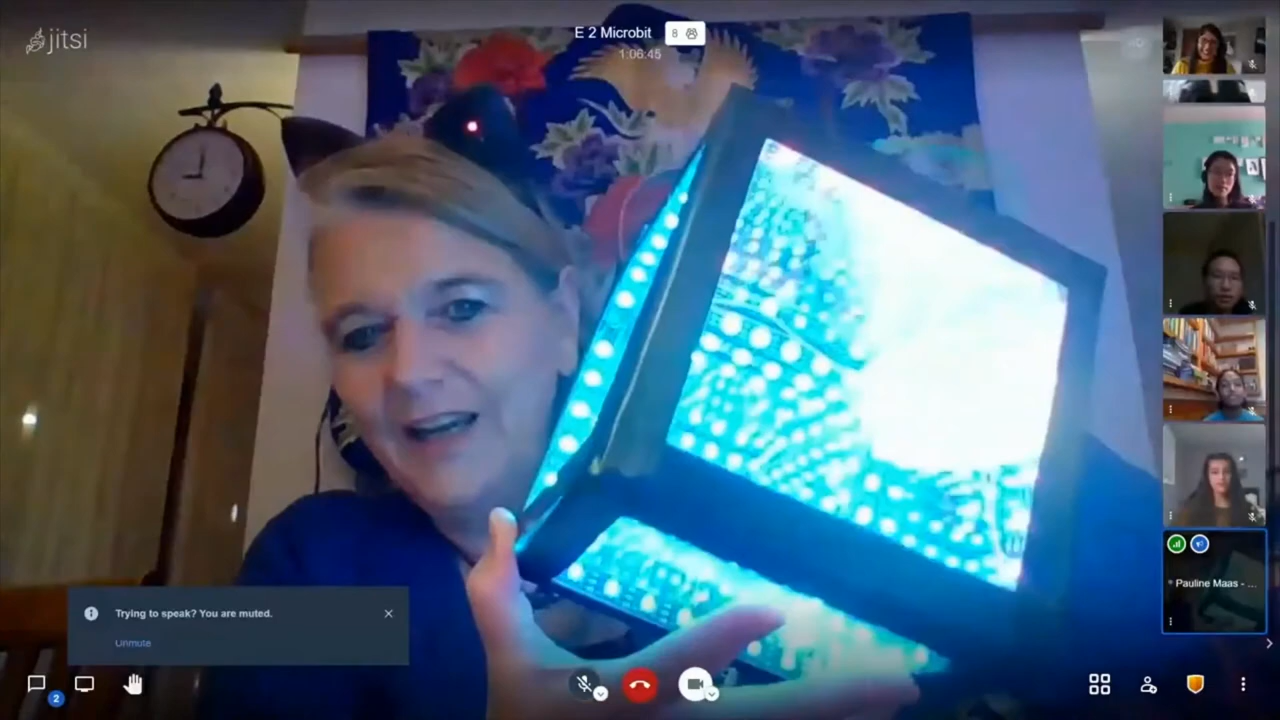 jitsi
E 2 Microbit
8
1:06:45
Pauline Maas - ...
Trying to speak? You are muted.
Unmute
2